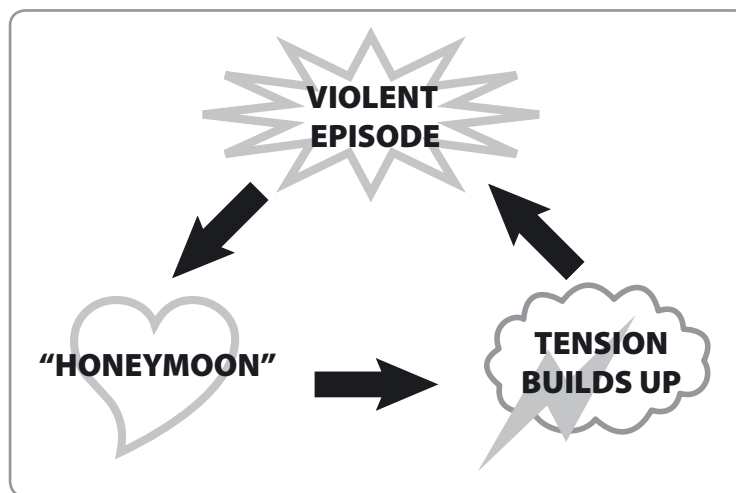 VIOLENT
EPISODE
“HONEYMOON”
TENSION
BUILDS UP